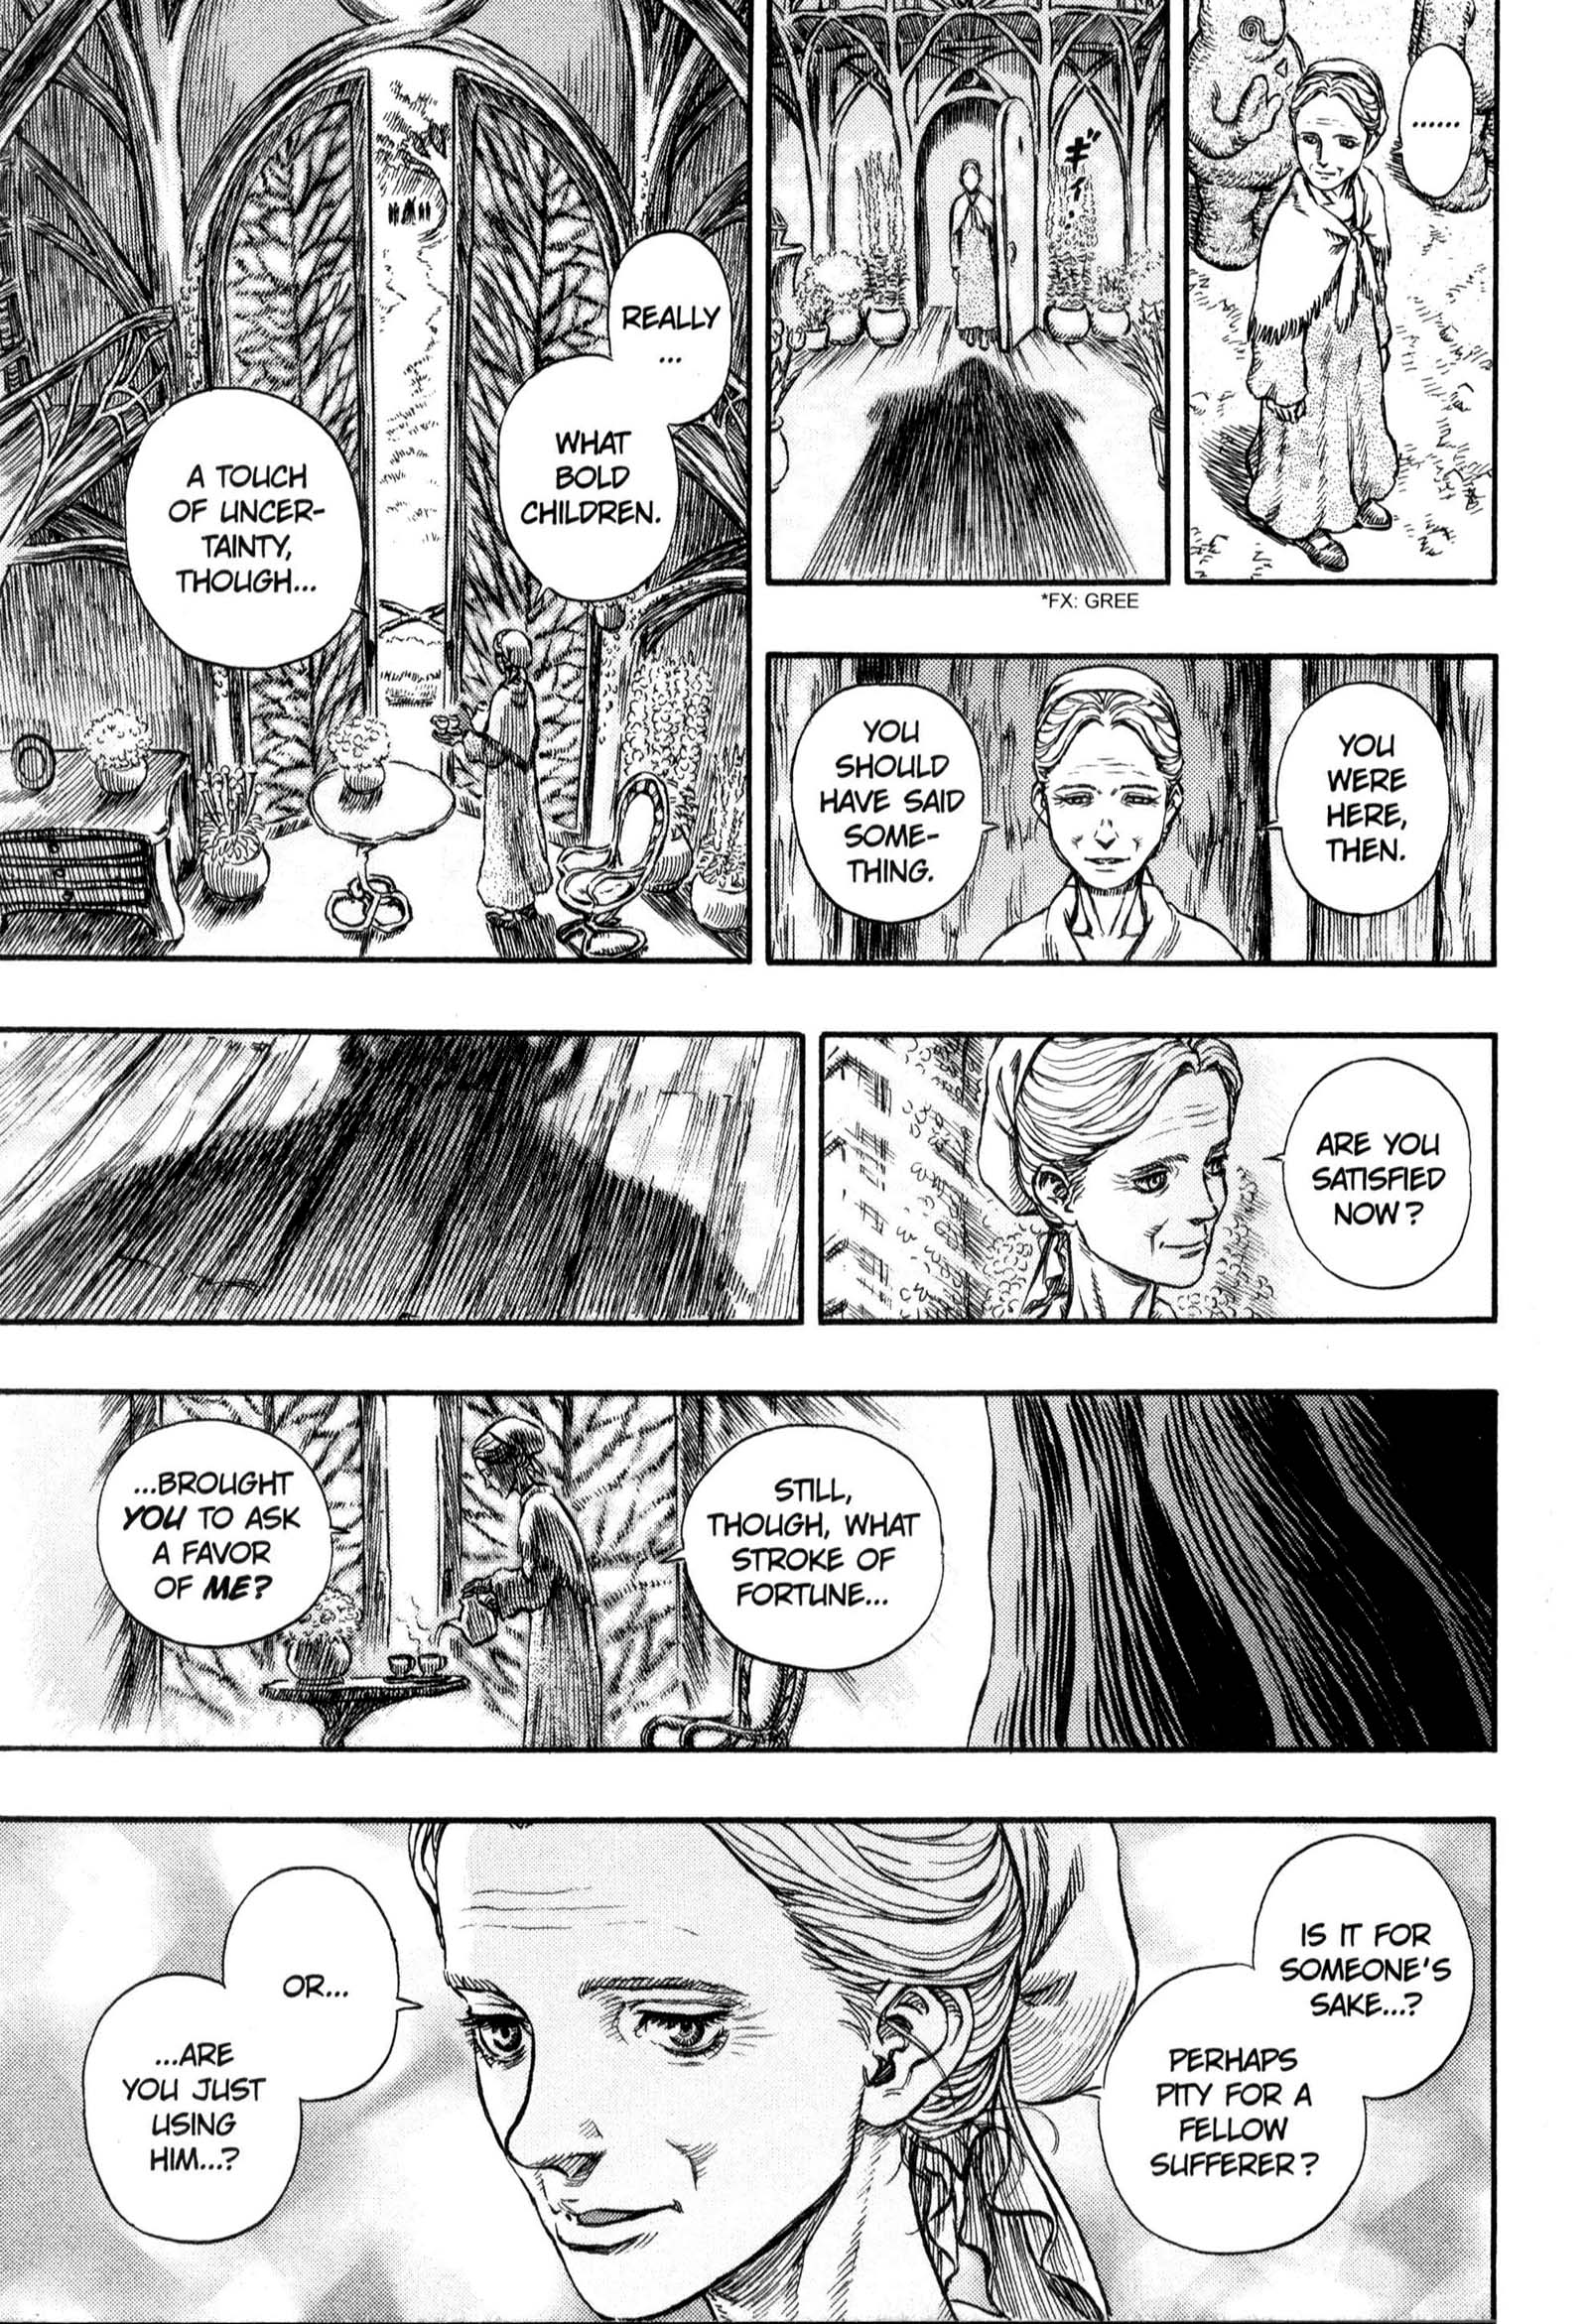 ......
ギィ...
*FX: GREE
YOU
WERE
HERE,
THEN.
YOU
SHOULD
HAVE SAID
SOME-
THING.
REALLY
...
WHAT
BOLD
CHILDREN.
A TOUCH
OF UNCER-
TAINTY,
THOUGH...
ARE YOU
SATISFIED
NOW?
STILL,
THOUGH, WHAT
STROKE OF
FORTUNE...
...BROUGHT
YOU TO ASK
A FAVOR
OF ME?
IS IT FOR
SOMEONE'S
SAKE...?
PERHAPS
PITY FOR A
FELLOW
SUFFERER?
OR...
...ARE
YOU JUST
USING
HIM...?